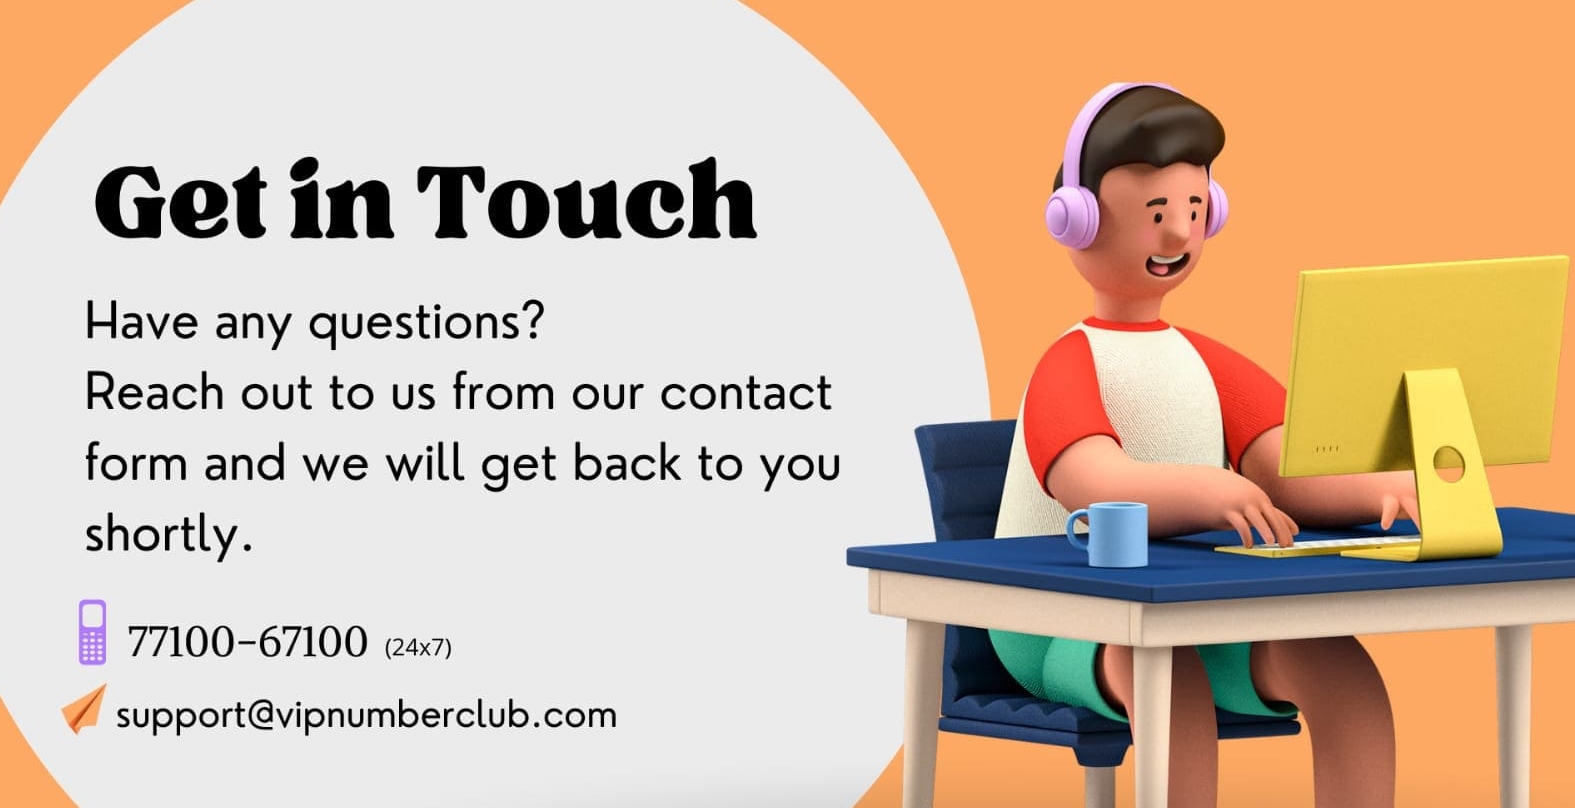 Get in Touch
Have any questions?
Reach out to us from our contact
form and we will get back to you
shortly.
77100-67100 (24x7)
support@vipnumberclub.com